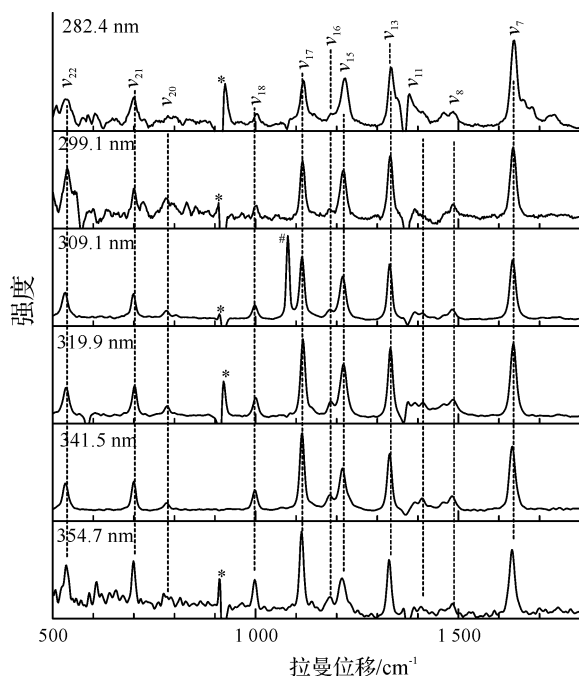 282.4 nm
ν22 ν21 ν20 * ν18 ν17 ν16 ν15 ν13 ν11 ν8 ν7
299.1 nm
*
309.1 nm
#
*
319.9 nm
*
341.5 nm
354.7 nm
*
强度
500 1 000 1 500
拉曼位移/cm-1